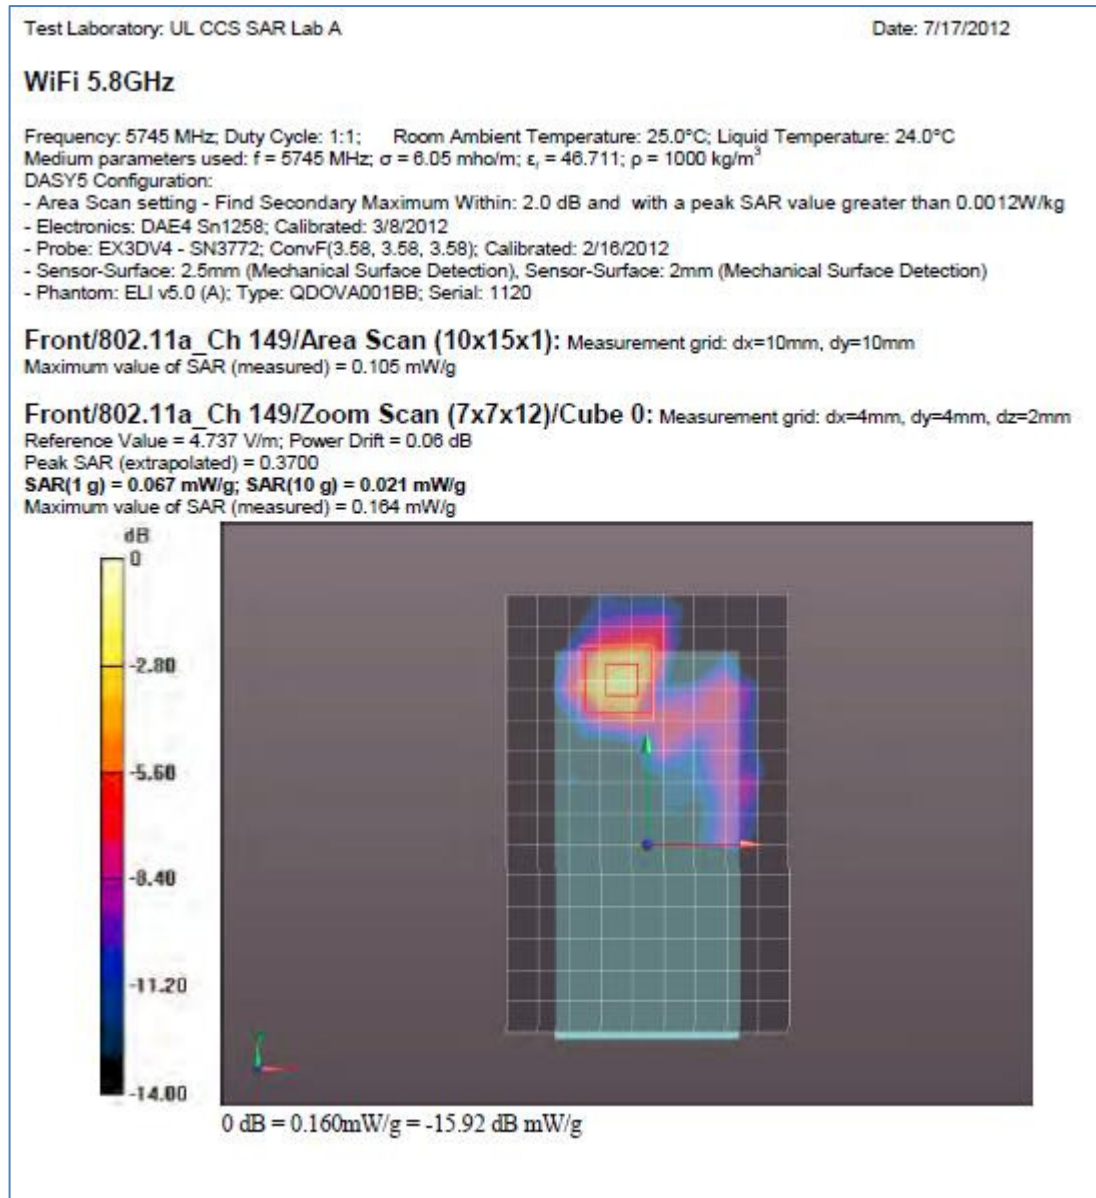 Test Laboratory: UL CCS SAR Lab A Date: 7/17/2012
WiFi 5.8GHz
Frequency: 5745 MHz; Duty Cycle: 1:1; Room Ambient Temperature: 25.0°C; Liquid Temperature: 24.0°C
Medium parameters used: f = 5745 MHz; σ = 6.05 mho/m; εr = 46.711; ρ = 1000 kg/m³
DASY5 Configuration:
- Area Scan setting - Find Secondary Maximum Within: 2.0 dB and with a peak SAR value greater than 0.0012W/kg
- Electronics: DAE4 Sn1258; Calibrated: 3/8/2012
- Probe: EX3DV4 - SN3772; ConvF(3.58, 3.58, 3.58); Calibrated: 2/16/2012
- Sensor-Surface: 2.5mm (Mechanical Surface Detection), Sensor-Surface: 2mm (Mechanical Surface Detection)
- Phantom: ELI v5.0 (A); Type: QDOVA001BB; Serial: 1120
Front/802.11a_Ch 149/Area Scan (10x15x1): Measurement grid: dx=10mm, dy=10mm
Maximum value of SAR (measured) = 0.105 mW/g
Front/802.11a_Ch 149/Zoom Scan (7x7x12)/Cube 0: Measurement grid: dx=4mm, dy=4mm, dz=2mm
Reference Value = 4.737 V/m; Power Drift = 0.06 dB
Peak SAR (extrapolated) = 0.3700
SAR(1 g) = 0.067 mW/g; SAR(10 g) = 0.021 mW/g
Maximum value of SAR (measured) = 0.164 mW/g
dB
0
-2.80
-5.60
-8.40
-11.20
-14.00
0 dB = 0.160mW/g = -15.92 dB mW/g